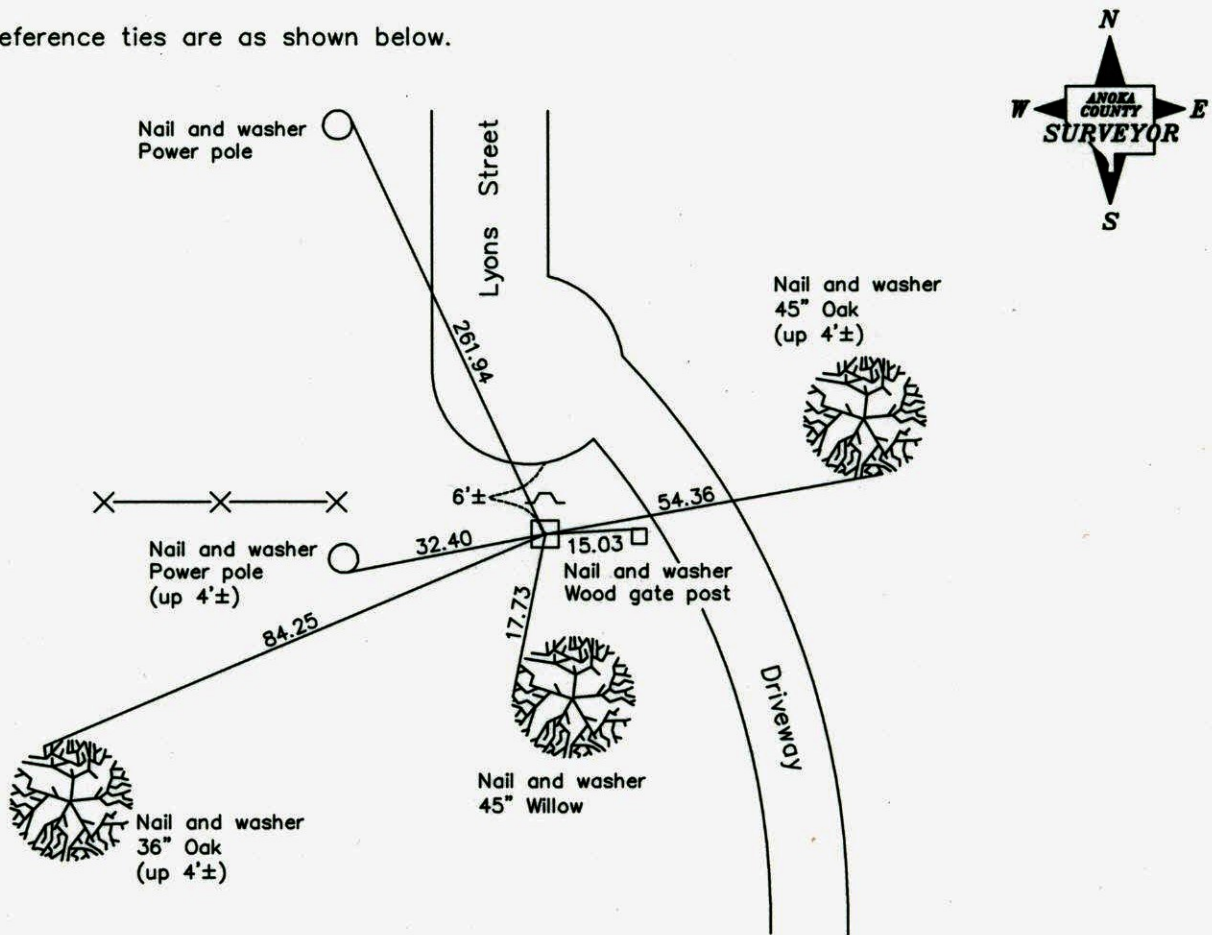 eference ties are as shown below.
N
W
ANOKA
COUNTY
SURVEYOR
E
S
Nail and washer
Power pole
Lyons Street
261.94
Nail and washer
45" Oak
(up 4'±)
6'±
54.36
32.40
15.03
Nail and washer
Power pole
(up 4'±)
Nail and washer
Wood gate post
84.25
17.73
Driveway
Nail and washer
45" Willow
Nail and washer
36" Oak
(up 4'±)